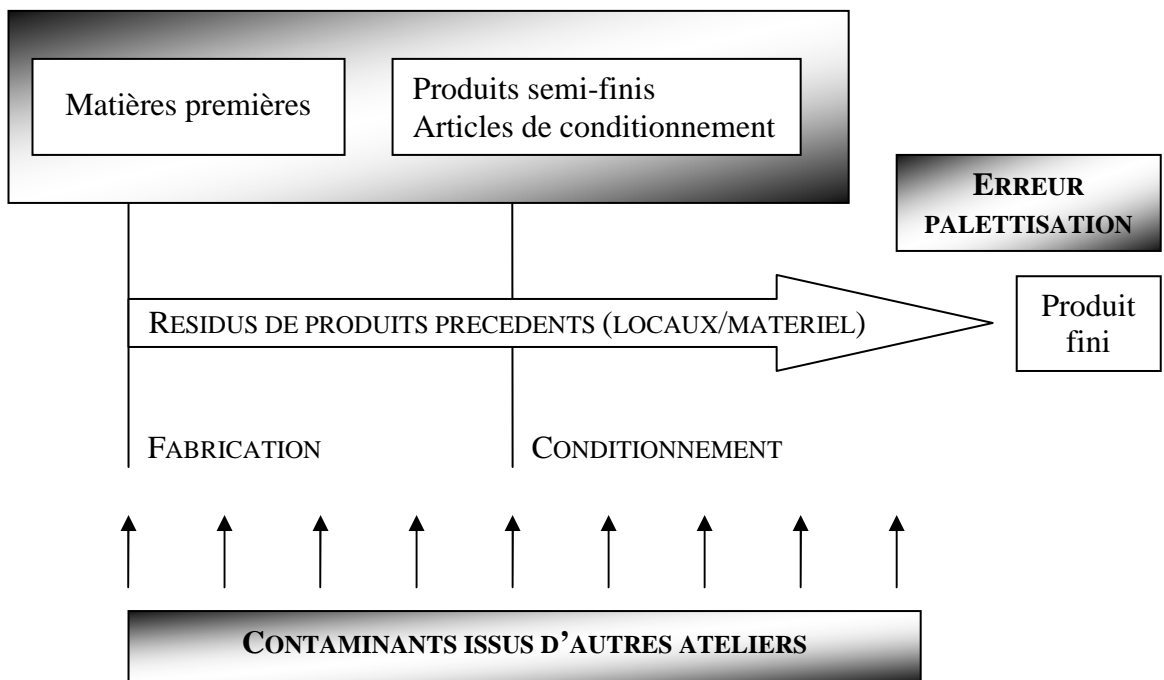 Matières premières
Produits semi-finis
Articles de conditionnement
ERREUR
PALETTISATION
RESIDUS DE PRODUITS PRECEDENTS (LOCAUX/MATERIEL)
Produit
fini
FABRICATION
CONDITIONNEMENT
CONTAMINANTS ISSUS D’AUTRES ATELIERS